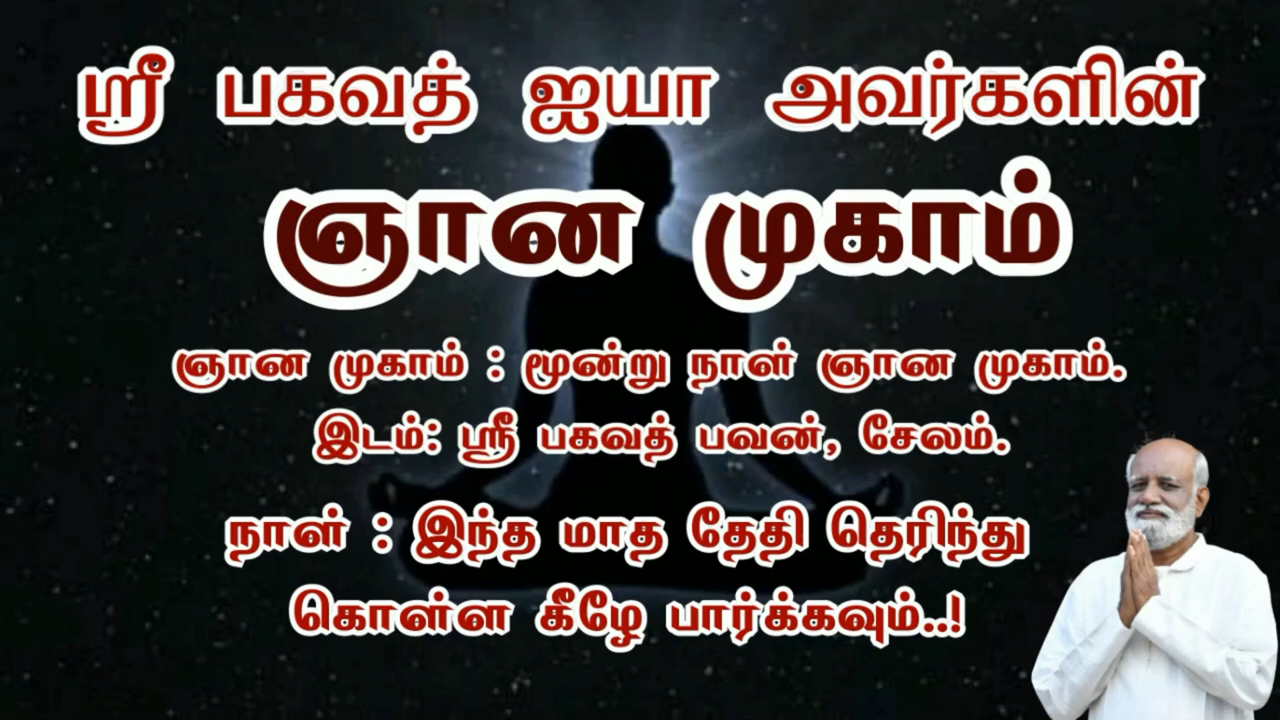 ஸ்ரீ பகவத் ஐயா அவர்களின்
ஞான முகாம்
ஞான முகாம் : மூன்று நாள் ஞான முகாம்.
இடம்: ஸ்ரீ பகவத் பவன், சேலம்.
நாள் : இந்த மாத தேதி தெரிந்து
கொள்ள கீழே பார்க்கவும்..!